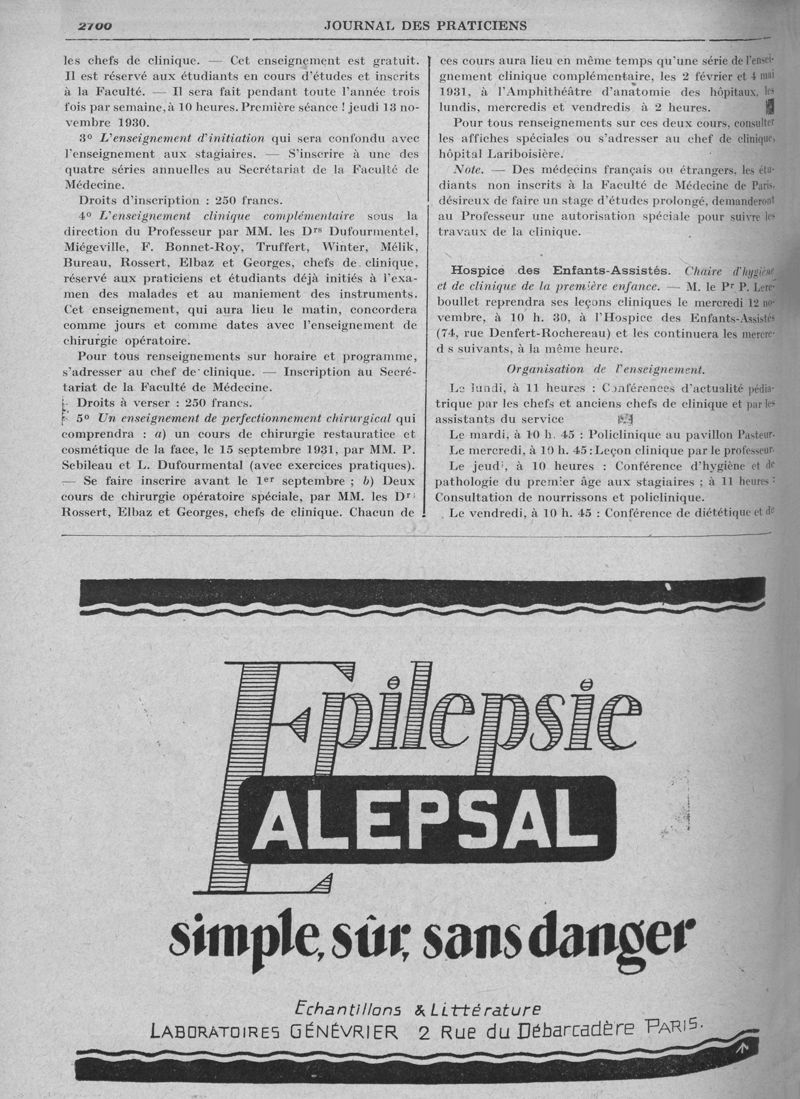 2700
JOURNAL DES PRATICIENS
les chefs de clinique. — Cet enseignement est gratuit.
Il est réservé aux étudiants en cours d'études et inscrits
à la Faculté. — Il sera fait pendant toute l'année trois
fois par semaine, à 10 heures. Première séance ! jeudi 13 no-
vembre 1930.
3º L'enseignement d'initiation qui sera confondu avec
l'enseignement aux stagiaires. — S'inscrire à une des
quatre séries annuelles au Secrétariat de la Faculté de
Médecine.
Droits d'inscription : 250 francs.
4º L'enseignement clinique complémentaire sous la
direction du Professeur par MM. les Drs Dufourmentel,
Miégeville, F. Bonnet-Roy, Truffert, Winter, Mélik,
Bureau, Rossert, Elbaz et Georges, chefs de clinique,
réservé aux praticiens et étudiants déjà initiés à l'exa-
men des malades et au maniement des instruments.
Cet enseignement, qui aura lieu le matin, concordera
comme jours et comme dates avec l'enseignement de
chirurgie opératoire.
Pour tous renseignements sur horaire et programme,
s'adresser au chef de clinique. — Inscription au Secré-
tariat de la Faculté de Médecine.
Droits à verser : 250 francs.
5º Un enseignement de perfectionnement chirurgical qui
comprendra : a) un cours de chirurgie restauratice et
cosmétique de la face, le 15 septembre 1931, par MM. P.
Sebileau et L. Dufourmental (avec exercices pratiques).
— Se faire inscrire avant le 1er septembre ; b) Deux
cours de chirurgie opératoire spéciale, par MM. les Drs
Rossert, Elbaz et Georges, chefs de clinique. Chacun de
ces cours aura lieu en même temps qu'une série de l'ensei-
gnement clinique complémentaire, les 2 février et 4 mai
1931, à l'Amphithéâtre d'anatomie des hôpitaux, les
lundis, mercredis et vendredis à 2 heures.
Pour tous renseignements sur ces deux cours, consulter
les affiches spéciales ou s'adresser au chef de clinique,
hôpital Lariboisière.
Note. — Des médecins français ou étrangers, les étu-
diants non inscrits à la Faculté de Médecine de Paris,
désireux de faire un stage d'études prolongé, demanderont
au Professeur une autorisation spéciale pour suivre les
travaux de la clinique.
Hospice des Enfants-Assistés. Chaire d'hygiène
et de clinique de la première enfance. — M. le Pr P. Lere-
boullet reprendra ses leçons cliniques le mercredi 12 no-
vembre, à 10 h. 30, à l'Hospice des Enfants-Assistés
(74, rue Denfert-Rochereau) et les continuera les mercre-
d s suivants, à la même heure.
Organisation de l'enseignement.
Le lundi, à 11 heures : Conférences d'actualité pédia-
trique par les chefs et anciens chefs de clinique et par les
assistants du service
Le mardi, à 10 h. 45 : Policlinique au pavillon Pasteur.
Le mercredi, à 10 h. 45 : Leçon clinique par le professeur.
Le jeudi, à 10 heures : Conférence d'hygiène et de
pathologie du premier âge aux stagiaires ; à 11 heures :
Consultation de nourrissons et policlinique.
Le vendredi, à 10 h. 45 : Conférence de diététique et de
Epilepsie
ALEPSAL
simple, sûr, sans danger
Echantillons & Littérature
LABORATOIRES GÉNÉVRIER 2 Rue du Débarcadère PARIS.